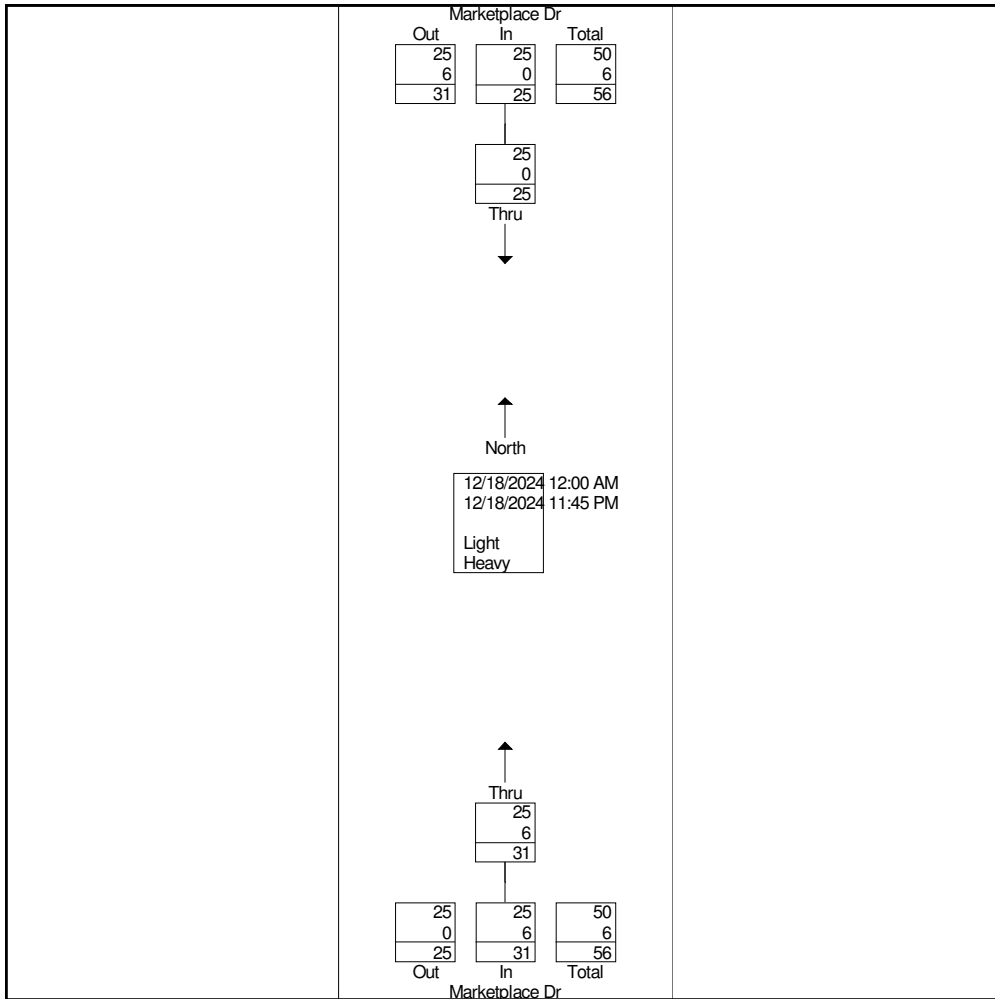 Marketplace Dr
Out In Total
25 25 50
6 0 6
31 25 56
25
0
25
Thru
North
12/18/2024 12:00 AM
12/18/2024 11:45 PM
Light
Heavy
Thru
25
6
31
25 25 50
0 6 6
25 31 56
Out In Total
Marketplace Dr